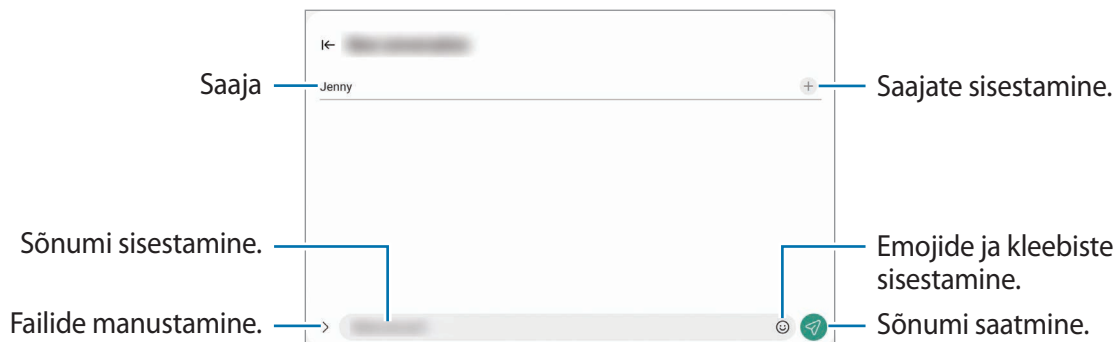 Saaja
Jenny
Saajate sisestamine.
Sõnumi sisestamine.
Emojide ja kleebiste
sisestamine.
Failide manustamine.
Sõnumi saatmine.